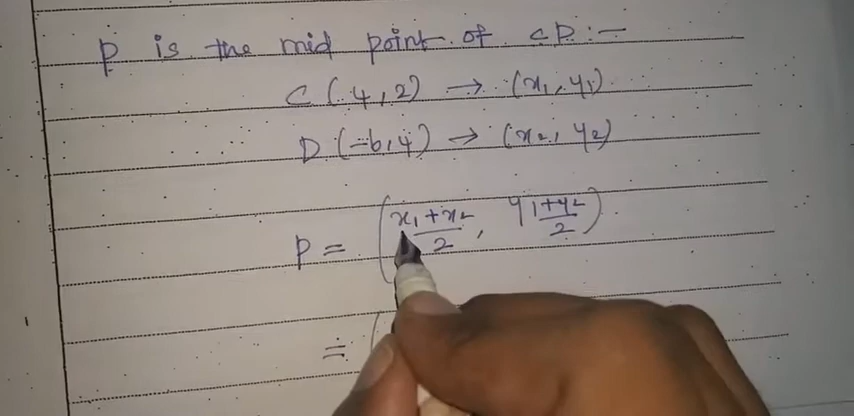 P is the mid point of CD :-
C (4, 2) → (x₁, y₁)
D (-6, 4) → (x₂, y₂)
P = (x₁ + x₂ / 2, y₁ + y₂ / 2)
= (